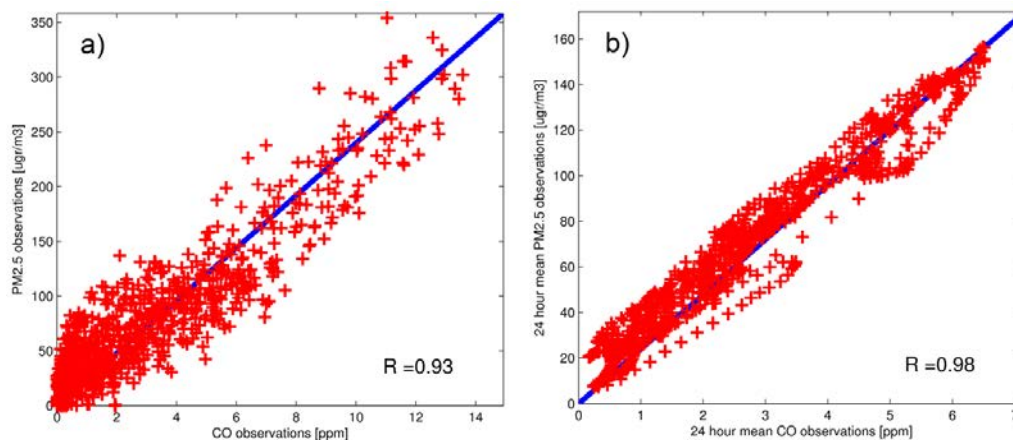 a)
PM2.5 observations [ugr/m3]
350
300
250
200
150
100
50
0
R =0.93
0 2 4 6 8 10 12 14
CO observations [ppm]
b)
24 hour mean PM2.5 observations [ugr/m3]
160
140
120
100
80
60
40
20
0
R =0.98
0 1 2 3 4 5 6 7
24 hour mean CO observations [ppm]